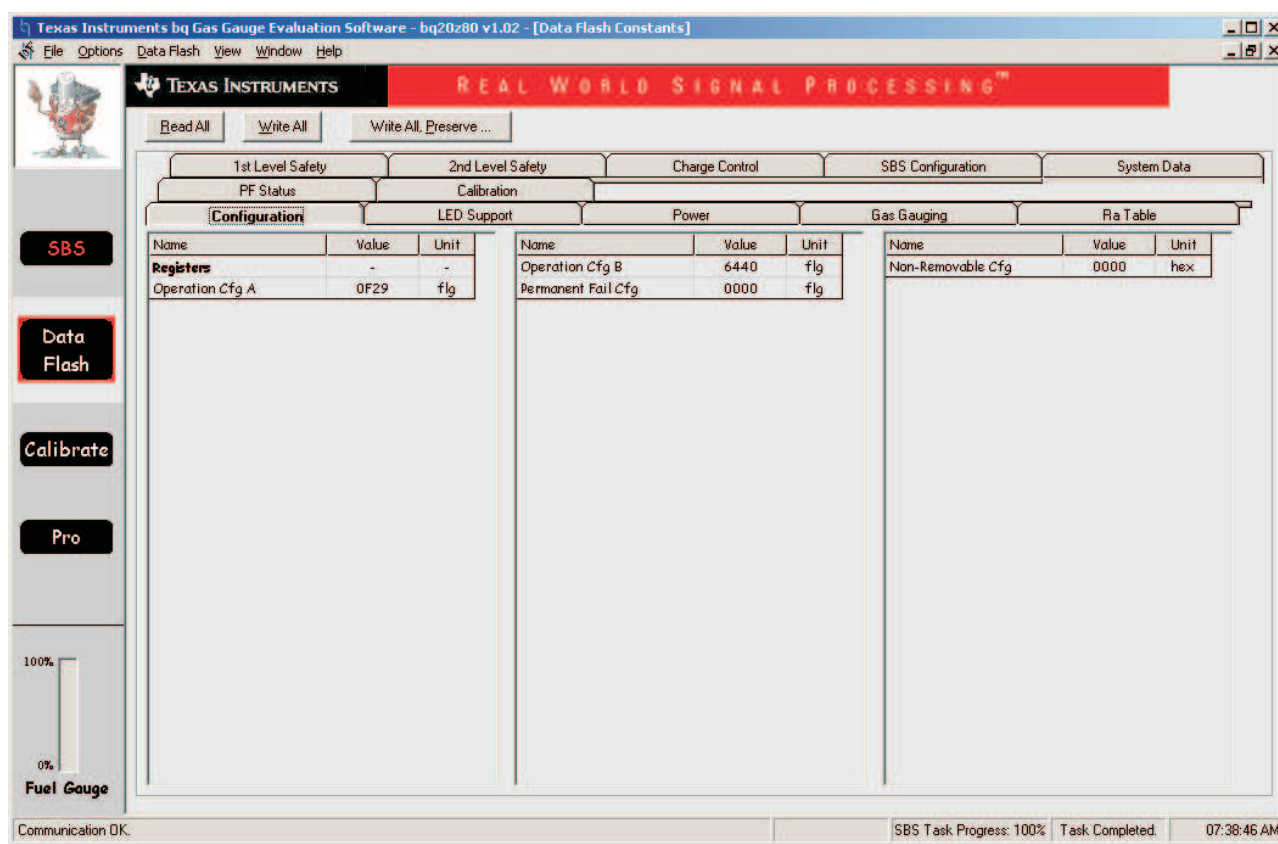 Texas Instruments bq Gas Gauge Evaluation Software - bq20z80 v1.02 - [Data Flash Constants]
File Options Data Flash View Window Help
TEXAS INSTRUMENTS REAL WORLD SIGNAL PROCESSING™
Read All Write All Write All, Preserve ...
1st Level Safety 2nd Level Safety Charge Control SBS Configuration System Data
PF Status Calibration
Configuration LED Support Power Gas Gauging Ra Table
Name Value Unit Name Value Unit Name Value Unit
Registers - - Operation Cfg B 6440 flg Non-Removable Cfg 0000 hex
Operation Cfg A 0F29 flg Permanent Fail Cfg 0000 flg
SBS
Data
Flash
Calibrate
Pro
100%
0%
Fuel Gauge
Communication OK. SBS Task Progress: 100% Task Completed. 07:38:46 AM